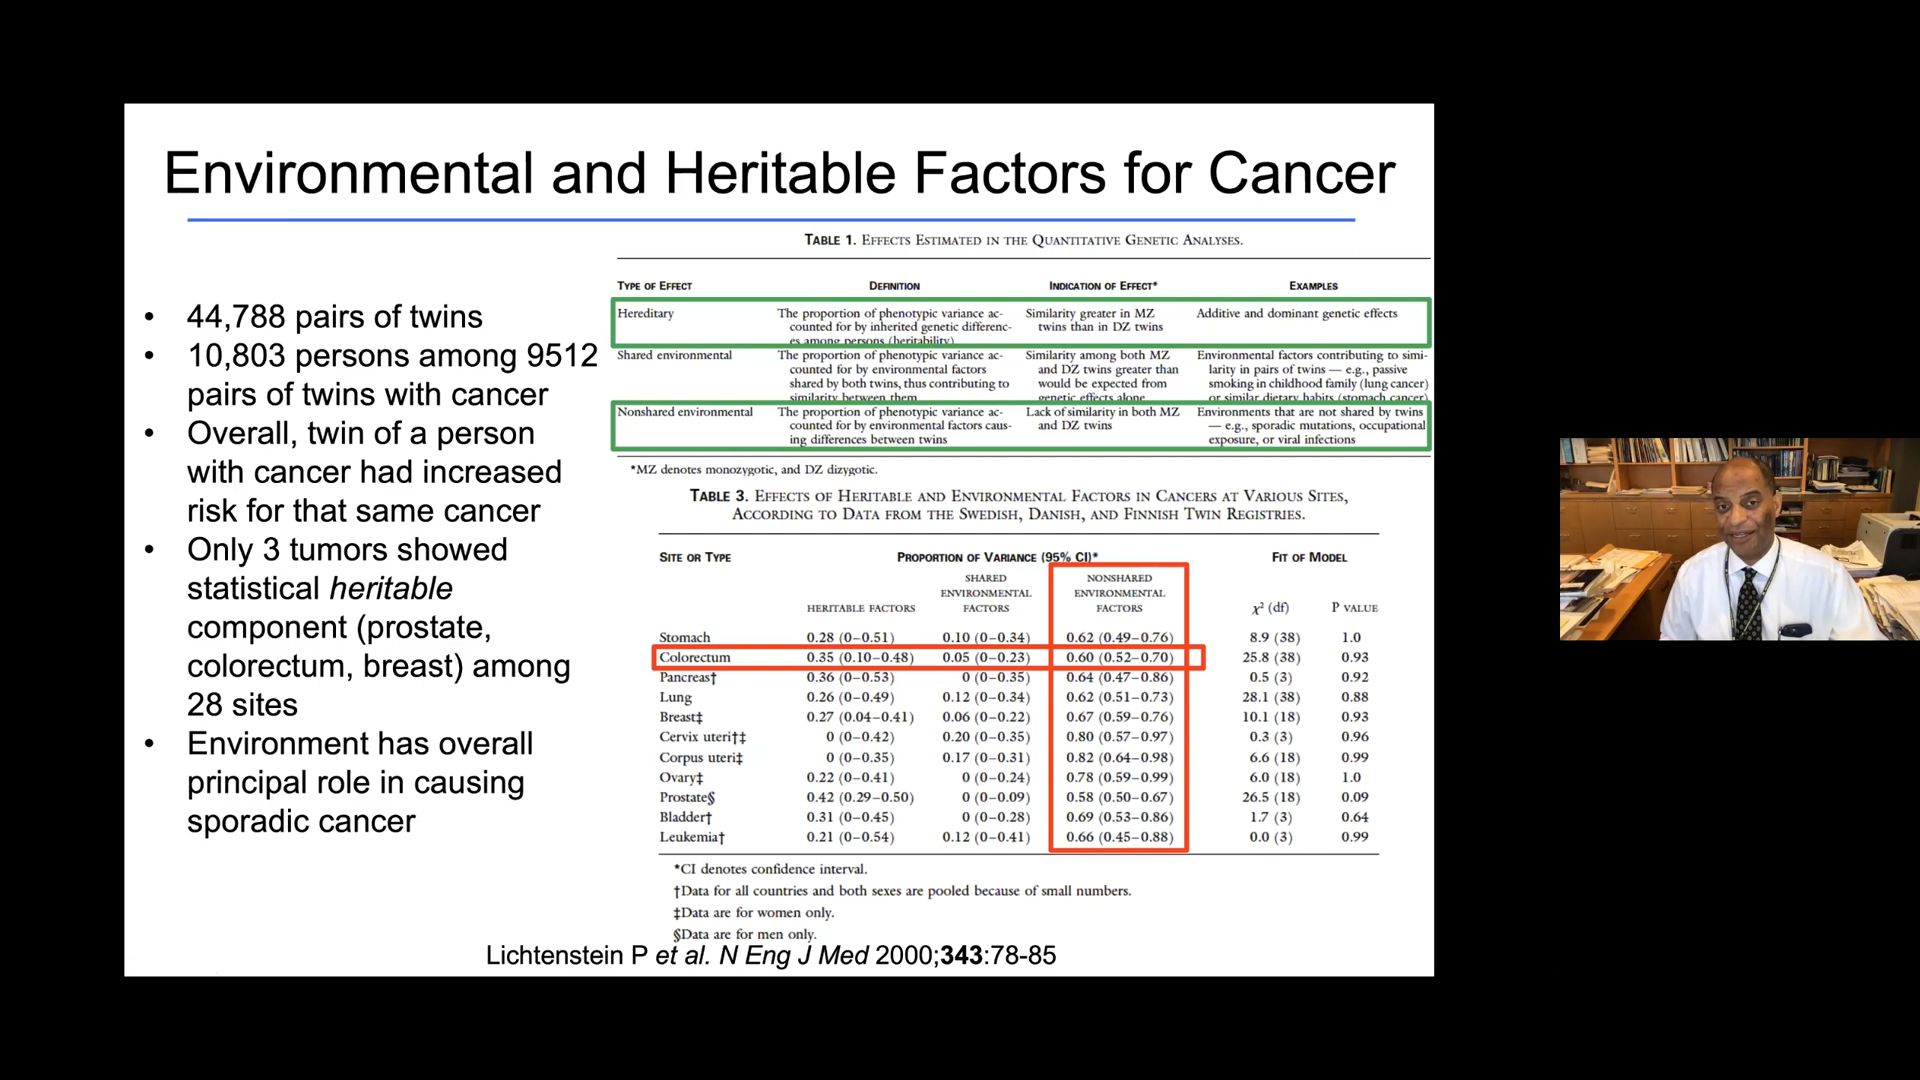 Environmental and Heritable Factors for Cancer
• 44,788 pairs of twins
• 10,803 persons among 9512
pairs of twins with cancer
• Overall, twin of a person
with cancer had increased
risk for that same cancer
• Only 3 tumors showed
statistical heritable
component (prostate,
colorectum, breast) among
28 sites
• Environment has overall
principal role in causing
sporadic cancer
TABLE 1. EFFECTS ESTIMATED IN THE QUANTITATIVE GENETIC ANALYSES.
TYPE OF EFFECT DEFINITION INDICATION OF EFFECT* EXAMPLES
Hereditary The proportion of phenotypic variance ac- Similarity greater in MZ Additive and dominant genetic effects
counted for by inherited genetic differenc- twins than in DZ twins
es among persons (heritability)
Shared environmental The proportion of phenotypic variance ac- Similarity among both MZ Environmental factors contributing to simi-
counted for by environmental factors and DZ twins greater than larity in pairs of twins — e.g., passive
shared by both twins, thus contributing to would be expected from smoking in childhood family (lung cancer)
similarity between them genetic effects alone or similar dietary habits (stomach cancer)
Nonshared environmental The proportion of phenotypic variance ac- Lack of similarity in both MZ Environments that are not shared by twins
counted for by environmental factors caus- and DZ twins — e.g., sporadic mutations, occupational
ing differences between twins exposure, or viral infections
*MZ denotes monozygotic, and DZ dizygotic.
TABLE 3. EFFECTS OF HERITABLE AND ENVIRONMENTAL FACTORS IN CANCERS AT VARIOUS SITES,
ACCORDING TO DATA FROM THE SWEDISH, DANISH, AND FINNISH TWIN REGISTRIES.
SITE OR TYPE PROPORTION OF VARIANCE (95% CI)* FIT OF MODEL
SHARED NONSHARED
ENVIRONMENTAL ENVIRONMENTAL
HERITABLE FACTORS FACTORS FACTORS χ² (df) P VALUE
Stomach 0.28 (0–0.51) 0.10 (0–0.34) 0.62 (0.49–0.76) 8.9 (38) 1.0
Colorectum 0.35 (0.10–0.48) 0.05 (0–0.23) 0.60 (0.52–0.70) 25.8 (38) 0.93
Pancreas† 0.36 (0–0.53) 0 (0–0.35) 0.64 (0.47–0.86) 0.5 (3) 0.92
Lung 0.26 (0–0.49) 0.12 (0–0.34) 0.62 (0.51–0.73) 28.1 (38) 0.88
Breast‡ 0.27 (0.04–0.41) 0.06 (0–0.22) 0.67 (0.59–0.76) 10.1 (18) 0.93
Cervix uteri†‡ 0 (0–0.42) 0.20 (0–0.35) 0.80 (0.57–0.97) 0.3 (3) 0.96
Corpus uteri‡ 0 (0–0.35) 0.17 (0–0.31) 0.82 (0.64–0.98) 6.6 (18) 0.99
Ovary‡ 0.22 (0–0.41) 0 (0–0.24) 0.78 (0.59–0.99) 6.0 (18) 1.0
Prostate§ 0.42 (0.29–0.50) 0 (0–0.09) 0.58 (0.50–0.67) 26.5 (18) 0.09
Bladder† 0.31 (0–0.45) 0 (0–0.28) 0.69 (0.53–0.86) 1.7 (3) 0.64
Leukemia† 0.21 (0–0.54) 0.12 (0–0.41) 0.66 (0.45–0.88) 0.0 (3) 0.99
*CI denotes confidence interval.
†Data for all countries and both sexes are pooled because of small numbers.
‡Data are for women only.
§Data are for men only.
Lichtenstein P et al. N Eng J Med 2000;343:78-85